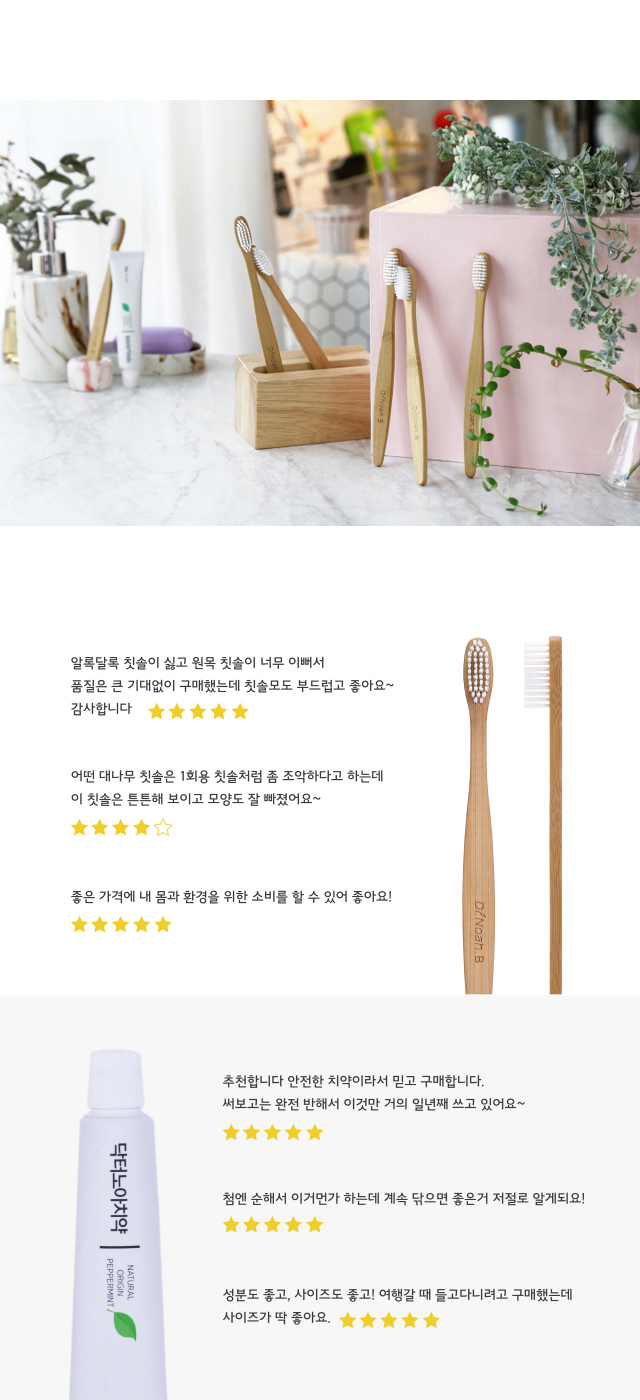 Dr.Noah.B
Dr.Noah.B
Dr.Noah.B
알록달록 칫솔이 싫고 원목 칫솔이 너무 이뻐서
품질은 큰 기대없이 구매했는데 칫솔모도 부드럽고 좋아요~
감사합니다
어떤 대나무 칫솔은 1회용 칫솔처럼 좀 조악하다고 하는데
이 칫솔은 튼튼해 보이고 모양도 잘 빠졌어요~
좋은 가격에 내 몸과 환경을 위한 소비를 할 수 있어 좋아요!
Dr.Noah.B
추천합니다 안전한 치약이라서 믿고 구매합니다.
써보고는 완전 반해서 이것만 거의 일년째 쓰고 있어요~
첨엔 순해서 이거먼가 하는데 계속 닦으면 좋은거 저절로 알게되요!
성분도 좋고, 사이즈도 좋고! 여행갈 때 들고다니려고 구매했는데
사이즈가 딱 좋아요.
닥터노아치약
NATURAL
ORIGIN
PEPPERMINT